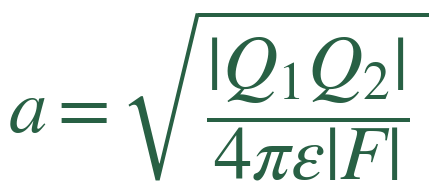 a = √(|Q₁Q₂| / 4πε|F|)